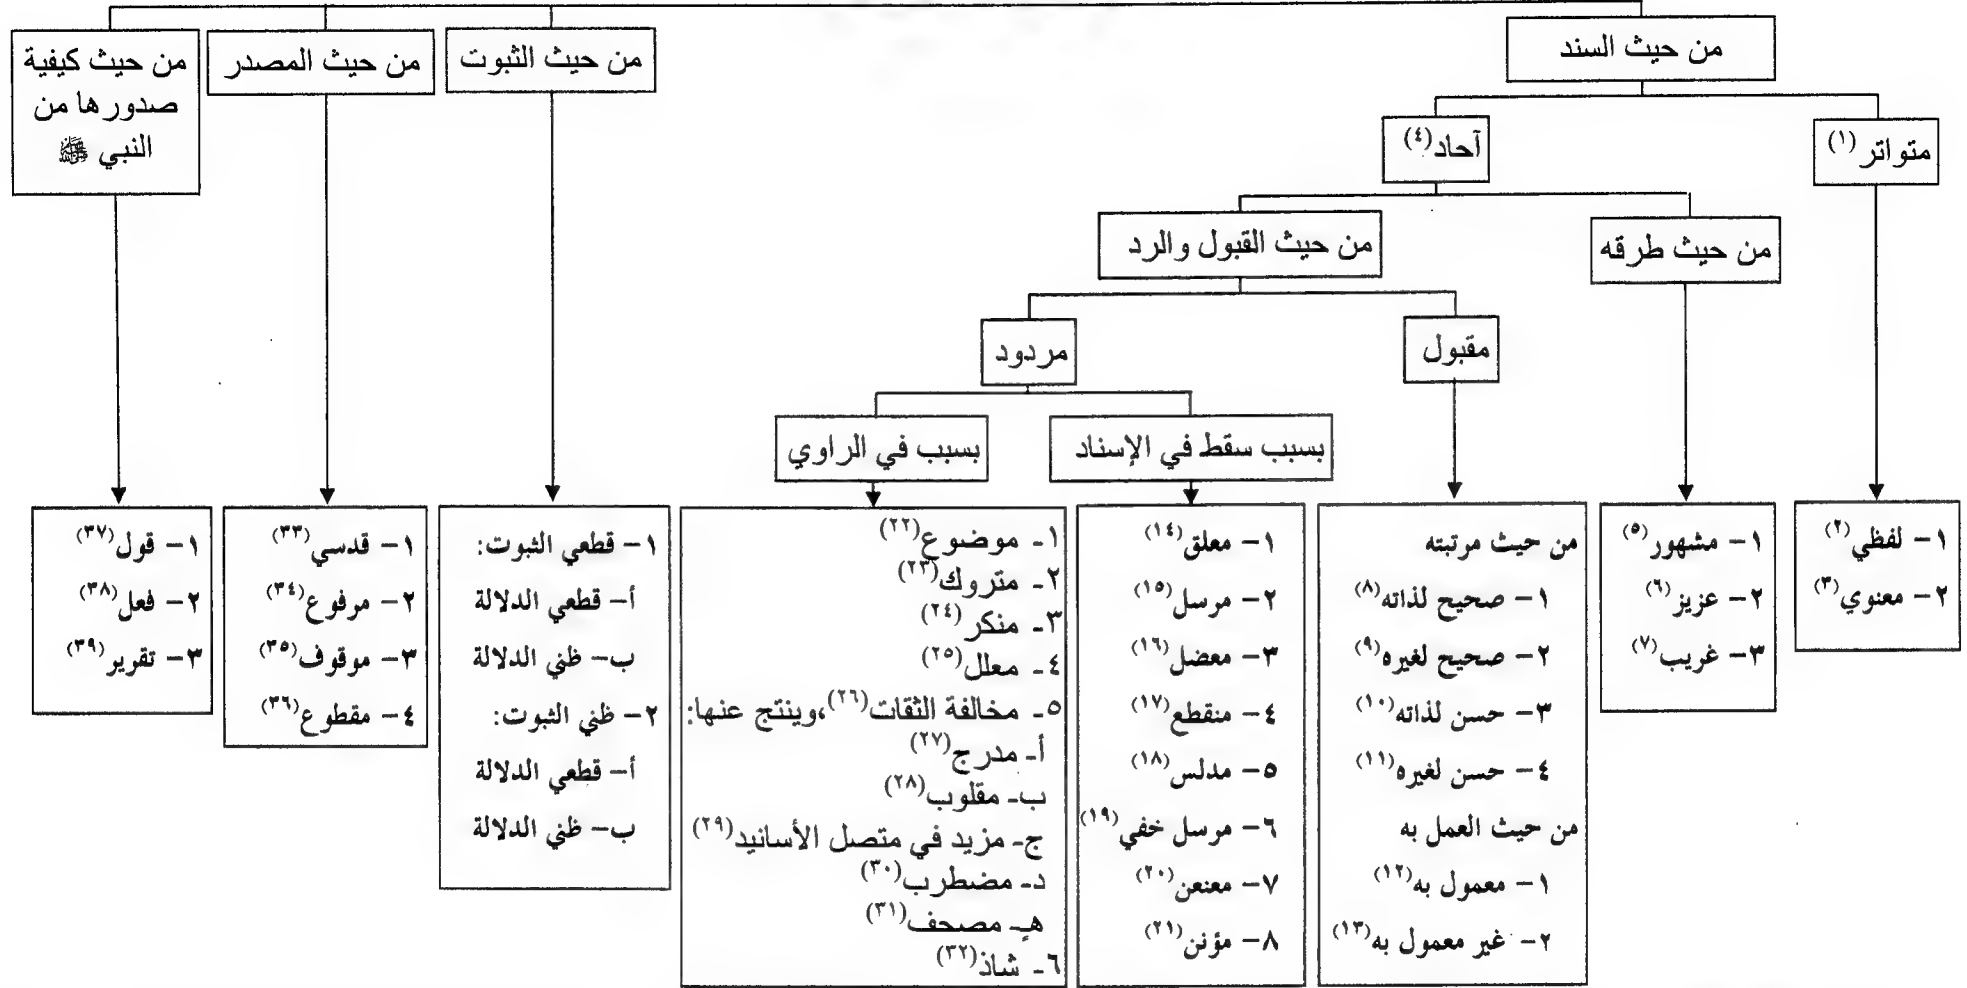 من حيث السند
من حيث الثبوت
من حيث المصدر
من حيث كيفية
صدورها من
النبي ﷺ
متواتر(١)
آحاد(٤)
من حيث طرقه
من حيث القبول والرد
مقبول
مردود
بسبب سقط في الإسناد
بسبب في الراوي
١- لفظي(٢)
٢- معنوي(٣)
١- مشهور(٥)
٢- عزيز(٦)
٣- غريب(٧)
من حيث مرتبته
١- صحيح لذاته(٨)
٢- صحيح لغيره(٩)
٣- حسن لذاته(١٠)
٤- حسن لغيره(١١)
من حيث العمل به
١- معمول به(١٢)
٢- غير معمول به(١٣)
١- معلق(١٤)
٢- مرسل(١٥)
٣- معضل(١٦)
٤- منقطع(١٧)
٥- مدلس(١٨)
٦- مرسل خفي(١٩)
٧- معنعن(٢٠)
٨- مؤنن(٢١)
١- موضوع(٢٢)
٢- متروك(٢٣)
٣- منكر(٢٤)
٤- معلل(٢٥)
٥- مخالفة الثقات(٢٦)،وينتج عنها:
أ- مدرج(٢٧)
ب- مقلوب(٢٨)
ج- مزيد في متصل الأسانيد(٢٩)
د- مضطرب(٣٠)
هـ- مصحف(٣١)
٦- شاذ(٣٢)
١- قطعي الثبوت:
أ- قطعي الدلالة
ب- ظني الدلالة
٢- ظني الثبوت:
أ- قطعي الدلالة
ب- ظني الدلالة
١- قدسي(٣٣)
٢- مرفوع(٣٤)
٣- موقوف(٣٥)
٤- مقطوع(٣٦)
١- قول(٣٧)
٢- فعل(٣٨)
٣- تقرير(٣٩)